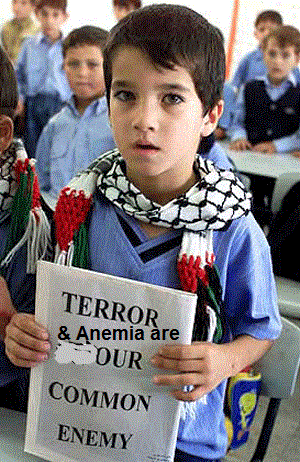 TERROR
& Anemia are
OUR
COMMON
ENEMY